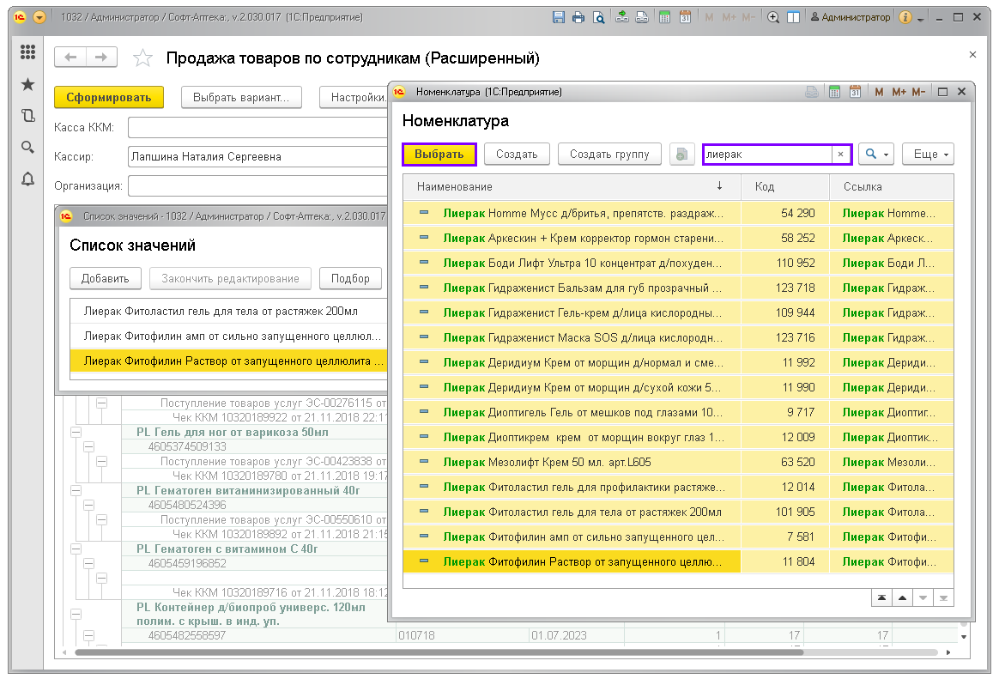 1032 / Администратор / Софт-Аптека:, v.2.030.017 (1С:Предприятие)
M M+ M- Администратор
Продажа товаров по сотрудникам (Расширенный)
Сформировать Выбрать вариант... Настройки.
Касса ККМ:
Кассир: Лапшина Наталия Сергеевна
Организация:
Список значений - 1032 / Администратор / Софт-Аптека:, v.2.030.017
Список значений
Добавить Закончить редактирование Подбор
Лиерак Фитоластил гель для тела от растяжек 200мл
Лиерак Фитофилин амп от сильно запущенного целлюл...
Лиерак Фитофилин Раствор от запущенного целлюлита ...
Поступление товаров услуг ЭС-00276115 от
Чек ККМ 10320189922 от 21.11.2018 22:11
PL Гель для ног от варикоза 50мл
4605374509133
Поступление товаров услуг ЭС-00423838 от
Чек ККМ 10320189780 от 21.11.2018 19:17
PL Гематоген витаминизированный 40г
4605480524396
Поступление товаров услуг ЭС-00550610 от
Чек ККМ 10320189892 от 21.11.2018 21:15
PL Гематоген с витамином С 40г
4605459196852
Чек ККМ 10320189716 от 21.11.2018 18:12
PL Контейнер д/биопроб универс. 120мл
полим. с крыш. в инд. уп.
4605482558597 010718 01.07.2023 1 17 17
Номенклатура (1С:Предприятие)
M M+ M-
Номенклатура
Выбрать Создать Создать группу лиерак × Еще
Наименование ↓ Код Ссылка
Лиерак Homme Мусс д/бритья, препятств. раздраж... 54 290 Лиерак Homme...
Лиерак Аркескин + Крем корректор гормон старени... 58 252 Лиерак Аркеск...
Лиерак Боди Лифт Ультра 10 концентрат д/похуден... 110 952 Лиерак Боди Л...
Лиерак Гидраженист Бальзам для губ прозрачный ... 123 718 Лиерак Гидраж...
Лиерак Гидраженист Гель-крем д/лица кислородны... 109 944 Лиерак Гидраж...
Лиерак Гидраженист Маска SOS д/лица кислородн... 123 716 Лиерак Гидраж...
Лиерак Деридиум Крем от морщин д/нормал и сме... 11 992 Лиерак Дериди...
Лиерак Деридиум Крем от морщин д/сухой кожи 5... 11 990 Лиерак Дериди...
Лиерак Диоптигель Гель от мешков под глазами 10... 9 717 Лиерак Диоптиг...
Лиерак Диоптикрем крем от морщин вокруг глаз 1... 12 009 Лиерак Диоптик...
Лиерак Мезолифт Крем 50 мл. арт.L605 63 520 Лиерак Мезоли...
Лиерак Фитоластил гель для профилактики растяже... 12 014 Лиерак Фитола...
Лиерак Фитоластил гель для тела от растяжек 200мл 101 905 Лиерак Фитола...
Лиерак Фитофилин амп от сильно запущенного цел... 7 581 Лиерак Фитофи...
Лиерак Фитофилин Раствор от запущенного целлю... 11 804 Лиерак Фитофи...